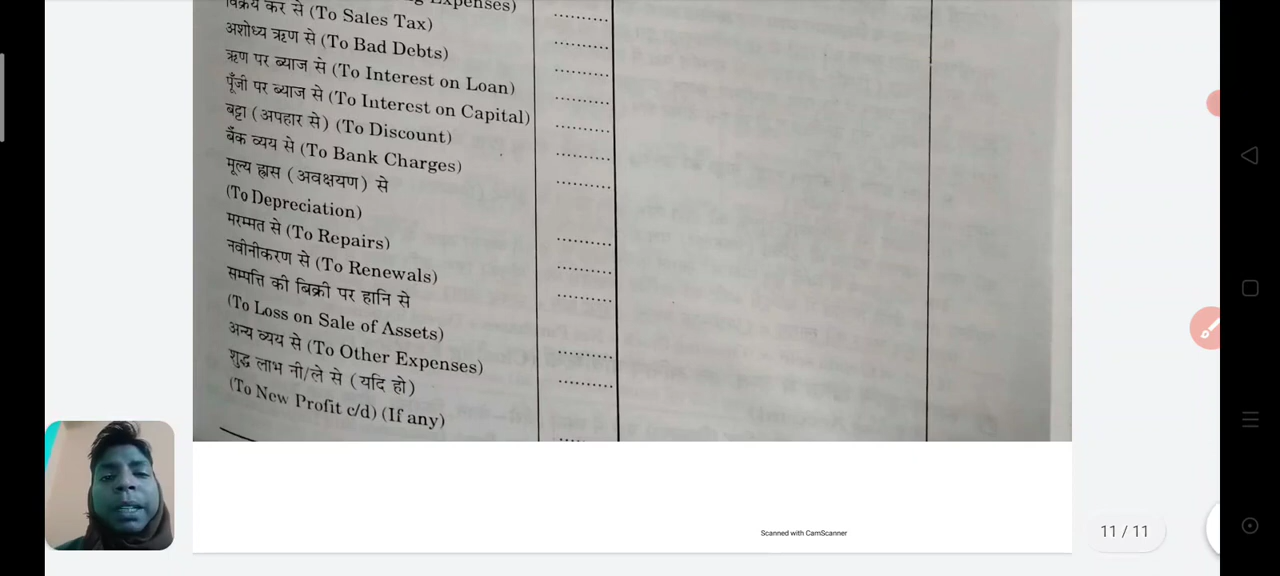 Expenses)
विक्रय कर से (To Sales Tax)
अशोध्य ऋण से (To Bad Debts)
ऋण पर ब्याज से (To Interest on Loan)
पूँजी पर ब्याज से (To Interest on Capital)
बट्टा (अपहार से) (To Discount)
बैंक व्यय से (To Bank Charges)
मूल्य ह्रास (अवक्षयण) से
(To Depreciation)
मरम्मत से (To Repairs)
नवीनीकरण से (To Renewals)
सम्पत्ति की बिक्री पर हानि से
(To Loss on Sale of Assets)
अन्य व्यय से (To Other Expenses)
शुद्ध लाभ नी/ले से (यदि हो)
(To New Profit c/d) (If any)
Scanned with CamScanner
11 / 11